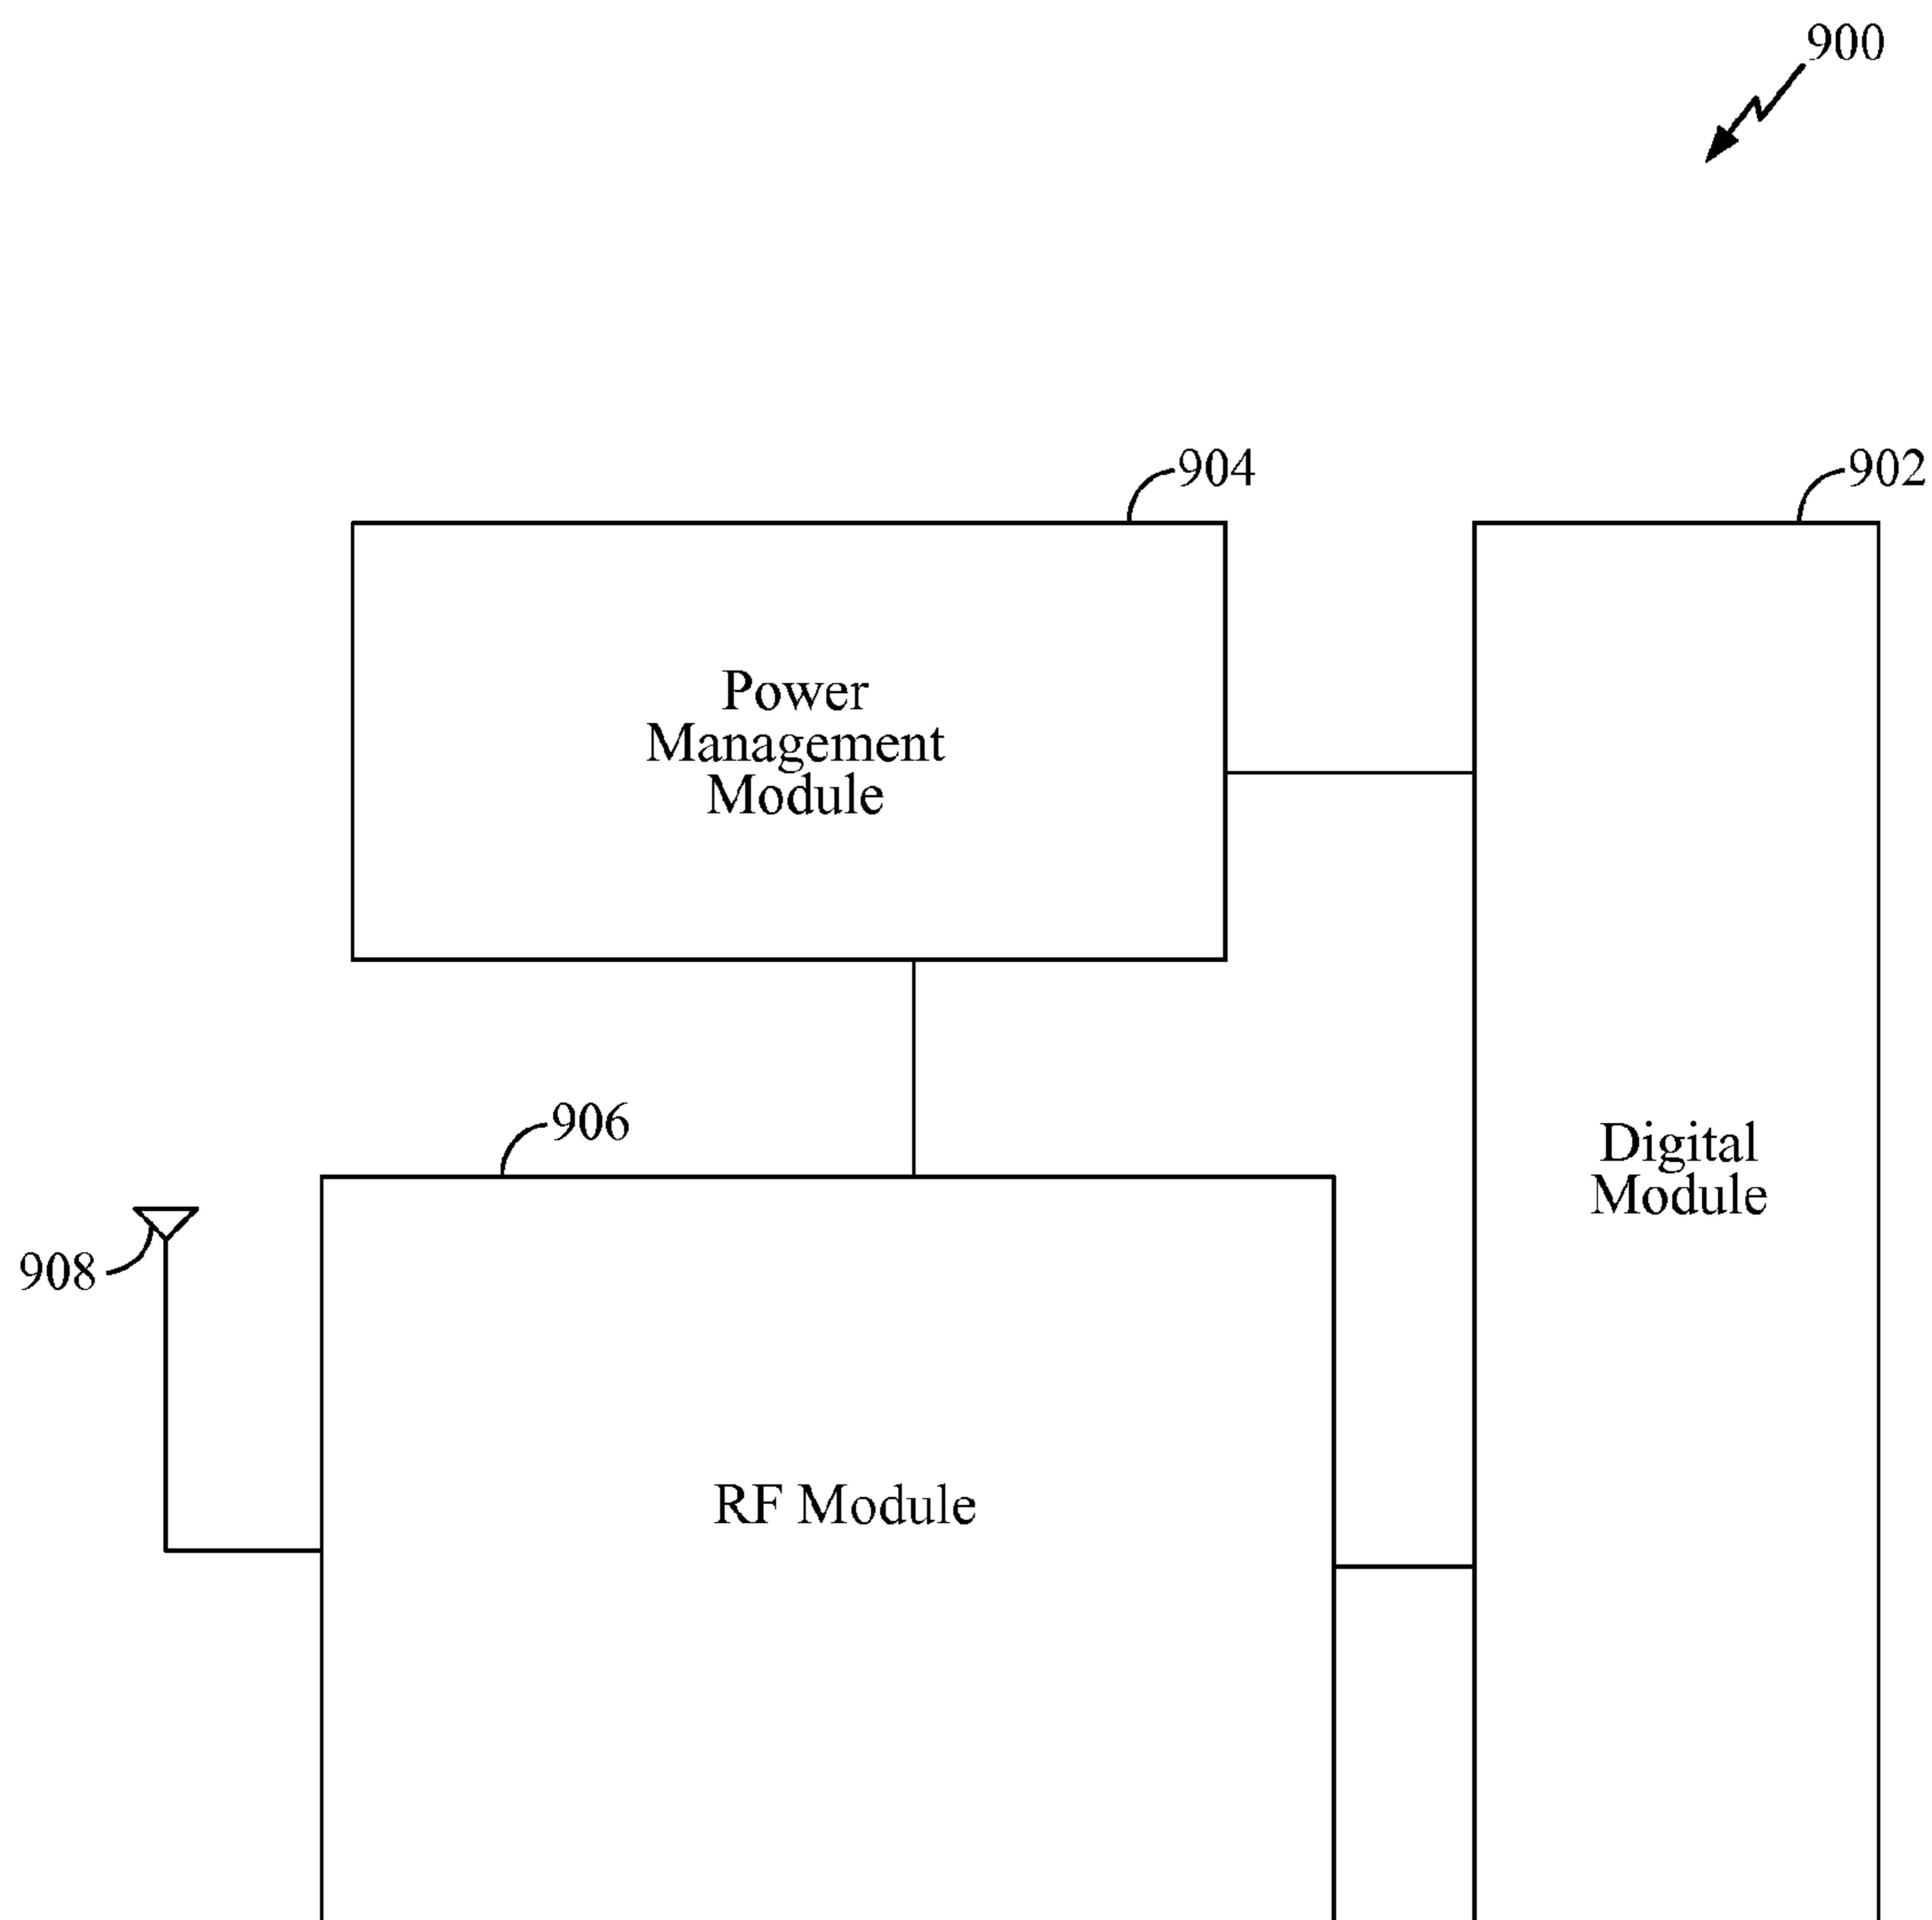 900
904
902
Power
Management
Module
906
Digital
Module
908
RF Module